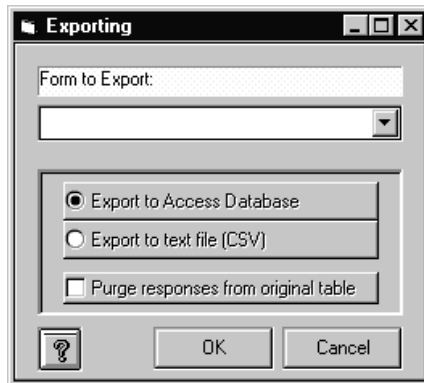 Exporting
Form to Export:
Export to Access Database
Export to text file (CSV)
Purge responses from original table
? OK Cancel